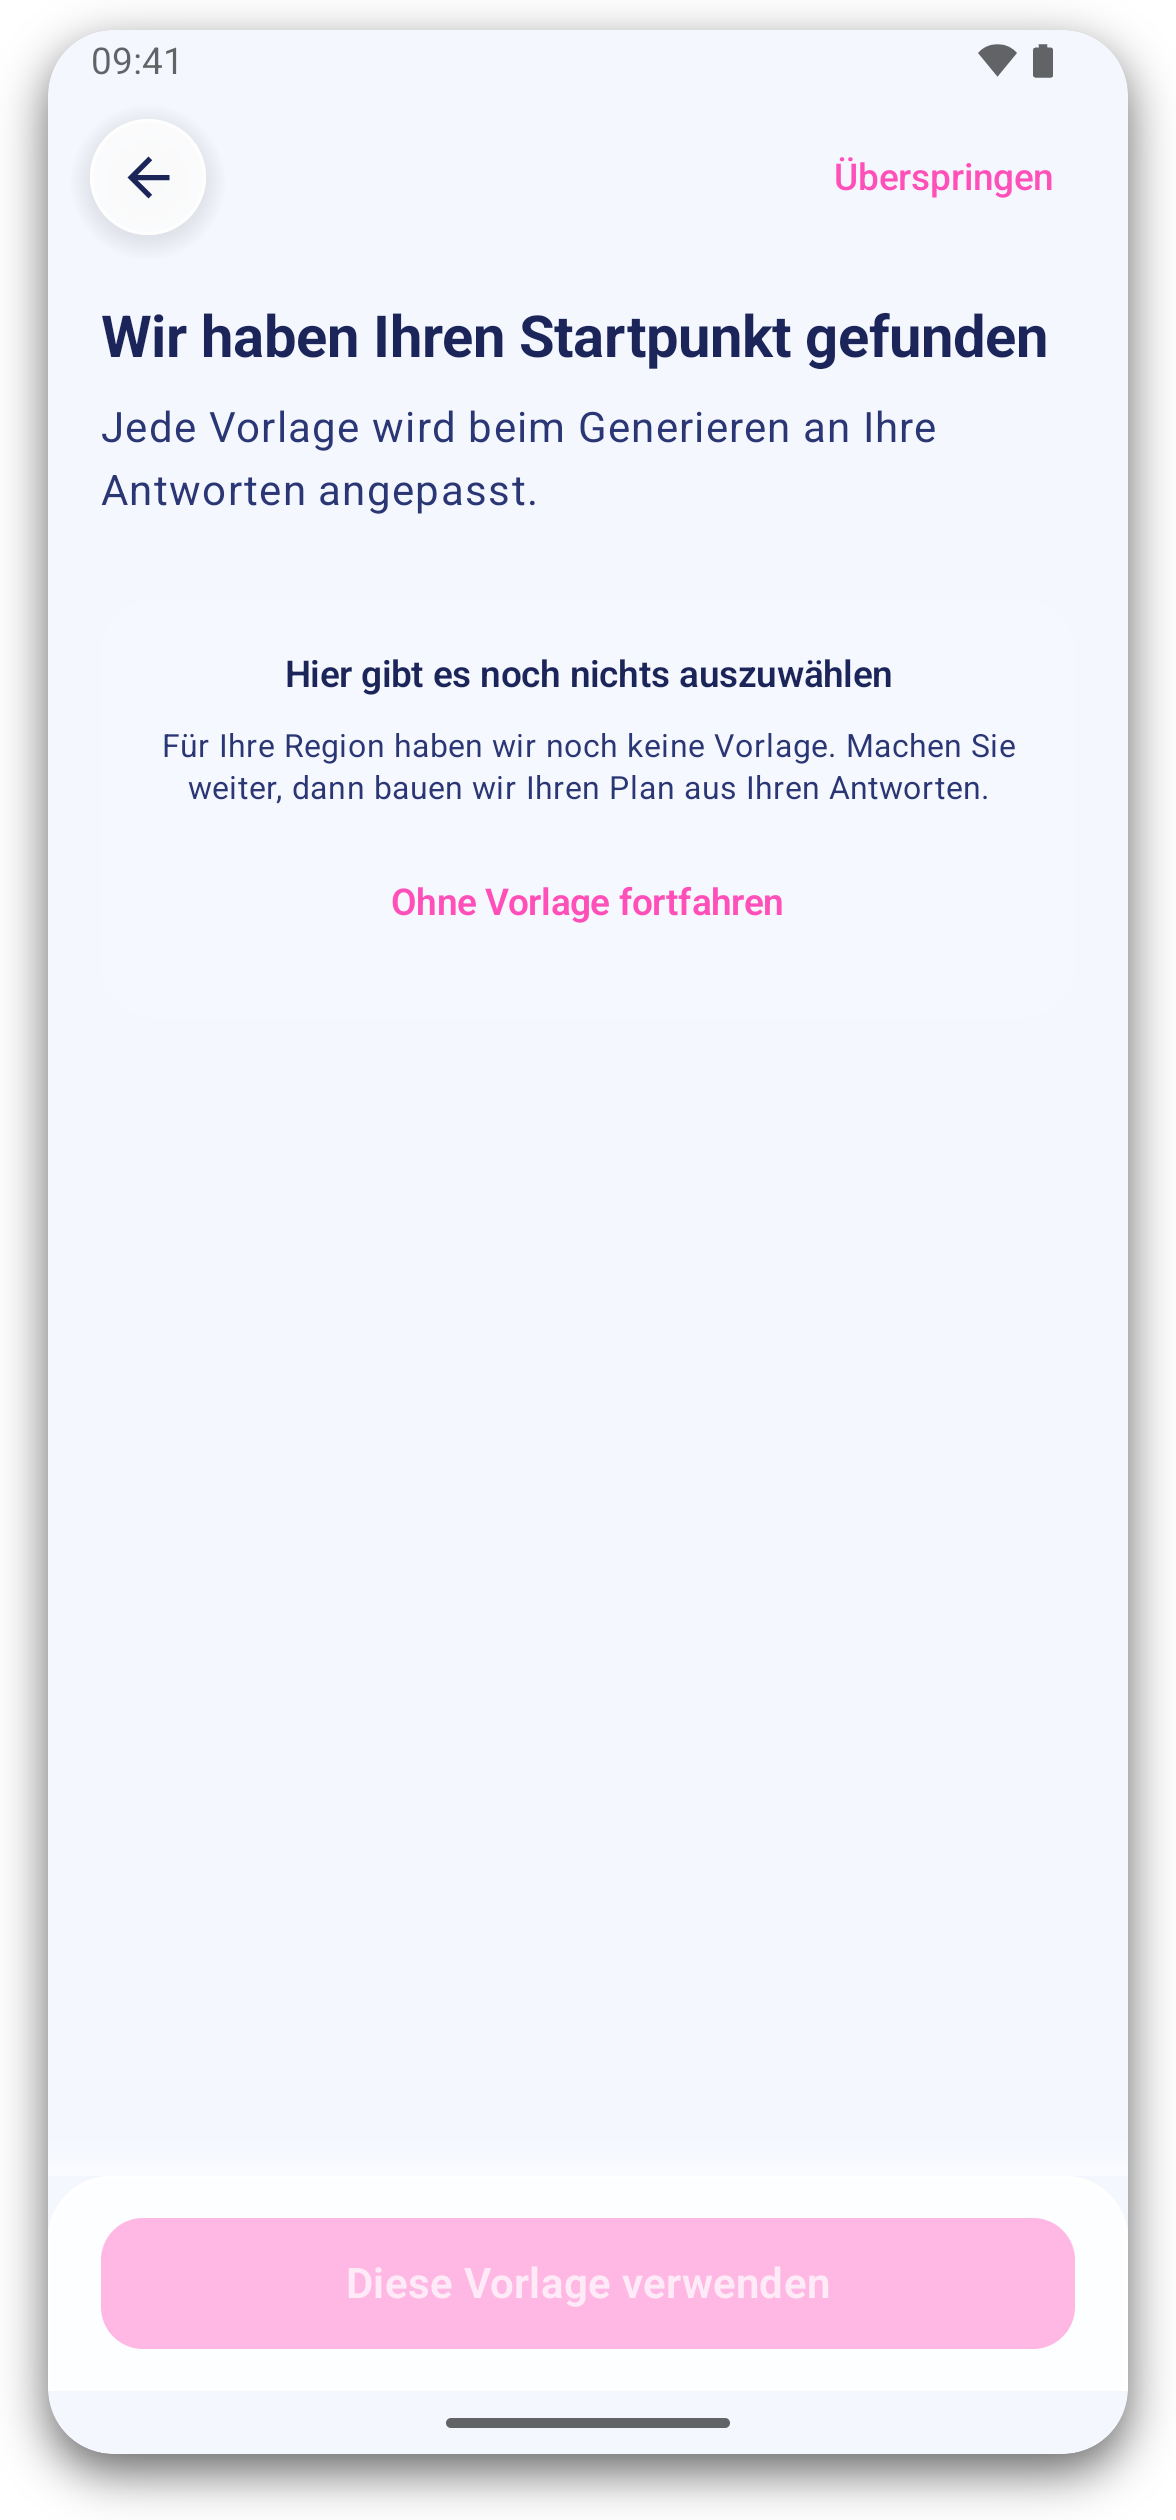 09:41
Überspringen
Wir haben Ihren Startpunkt gefunden
Jede Vorlage wird beim Generieren an Ihre
Antworten angepasst.
Hier gibt es noch nichts auszuwählen
Für Ihre Region haben wir noch keine Vorlage. Machen Sie
weiter, dann bauen wir Ihren Plan aus Ihren Antworten.
Ohne Vorlage fortfahren
Diese Vorlage verwenden